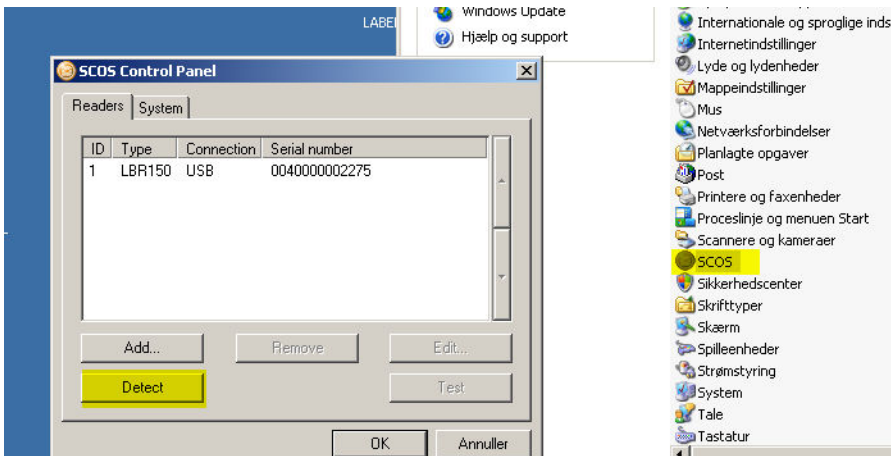 LABE
Windows Update
Hjælp og support
SCOS Control Panel
Readers
System
ID Type Connection Serial number
1 LBR150 USB 0040000002275
Add...
Remove
Edit...
Detect
Test
OK
Annuller
Internationale og sproglige inds
Internetindstillinger
Lyde og lydenheder
Mappeindstillinger
Mus
Netværksforbindelser
Planlagte opgaver
Post
Printere og faxenheder
Proceslinje og menuen Start
Scannere og kameraer
SCOS
Sikkerhedscenter
Skrifttyper
Skærm
Spilleenheder
Strømstyring
System
Tale
Tastatur